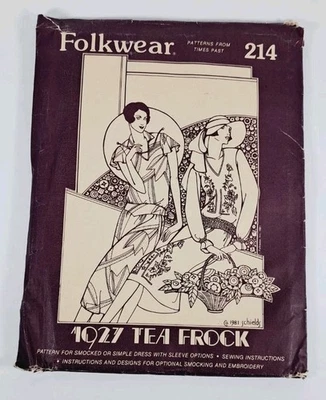 Folkwear®
PATTERNS FROM
TIMES PAST
214
© 1981 schields
1927 TEA FROCK
PATTERN FOR SMOCKED OR SIMPLE DRESS WITH SLEEVE OPTIONS • SEWING INSTRUCTIONS
• INSTRUCTIONS AND DESIGNS FOR OPTIONAL SMOCKING AND EMBROIDERY